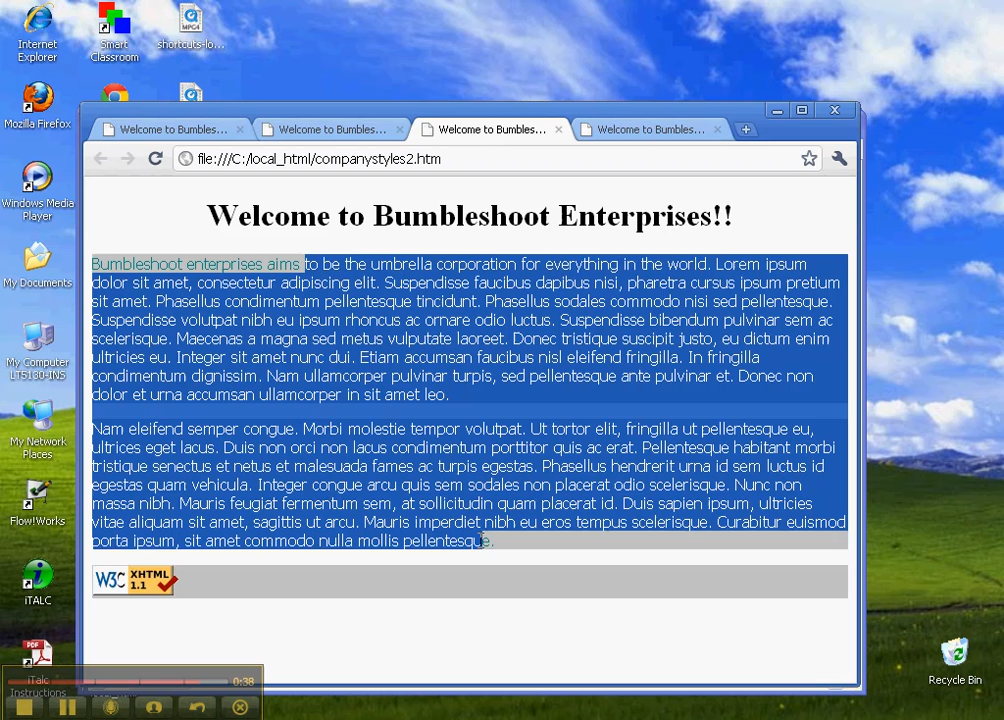 Internet
Explorer
Smart
Classroom
MPEG
shortcuts-lo...
Mozilla Firefox
Windows Media
Player
My Documents
My Computer
LT5130-INS
My Network
Places
Flow!Works
iTALC
iTalc
Instructions
Recycle Bin
Welcome to Bumbles...
Welcome to Bumbles...
Welcome to Bumbles...
Welcome to Bumbles...
file:///C:/local_html/companystyles2.htm
Welcome to Bumbleshoot Enterprises!!
Bumbleshoot enterprises aims to be the umbrella corporation for everything in the world. Lorem ipsum
dolor sit amet, consectetur adipiscing elit. Suspendisse faucibus dapibus nisl, pharetra cursus ipsum pretium
sit amet. Phasellus condimentum pellentesque tincidunt. Phasellus sodales commodo nisi sed pellentesque.
Suspendisse volutpat nibh eu ipsum rhoncus ac ornare odio luctus. Suspendisse bibendum pulvinar sem ac
scelerisque. Maecenas a magna sed metus vulputate laoreet. Donec tristique suscipit justo, eu dictum enim
ultricies eu. Integer sit amet nunc dui. Etiam accumsan faucibus nisl eleifend fringilla. In fringilla
condimentum dignissim. Nam ullamcorper pulvinar turpis, sed pellentesque ante pulvinar et. Donec non
dolor et urna accumsan ullamcorper in sit amet leo.
Nam eleifend semper congue. Morbi molestie tempor volutpat. Ut tortor elit, fringilla ut pellentesque eu,
ultrices eget lacus. Duis non orci non lacus condimentum porttitor quis ac erat. Pellentesque habitant morbi
tristique senectus et netus et malesuada fames ac turpis egestas. Phasellus hendrerit urna id sem luctus id
egestas quam vehicula. Integer congue arcu quis sem sodales non placerat odio scelerisque. Nunc non
massa nibh. Mauris feugiat fermentum sem, at sollicitudin quam placerat id. Duis sapien ipsum, ultricies
vitae aliquam sit amet, sagittis ut arcu. Mauris imperdiet nibh eu eros tempus scelerisque. Curabitur euismod
porta ipsum, sit amet commodo nulla mollis pellentesque.
W3C XHTML
1.1
0:38